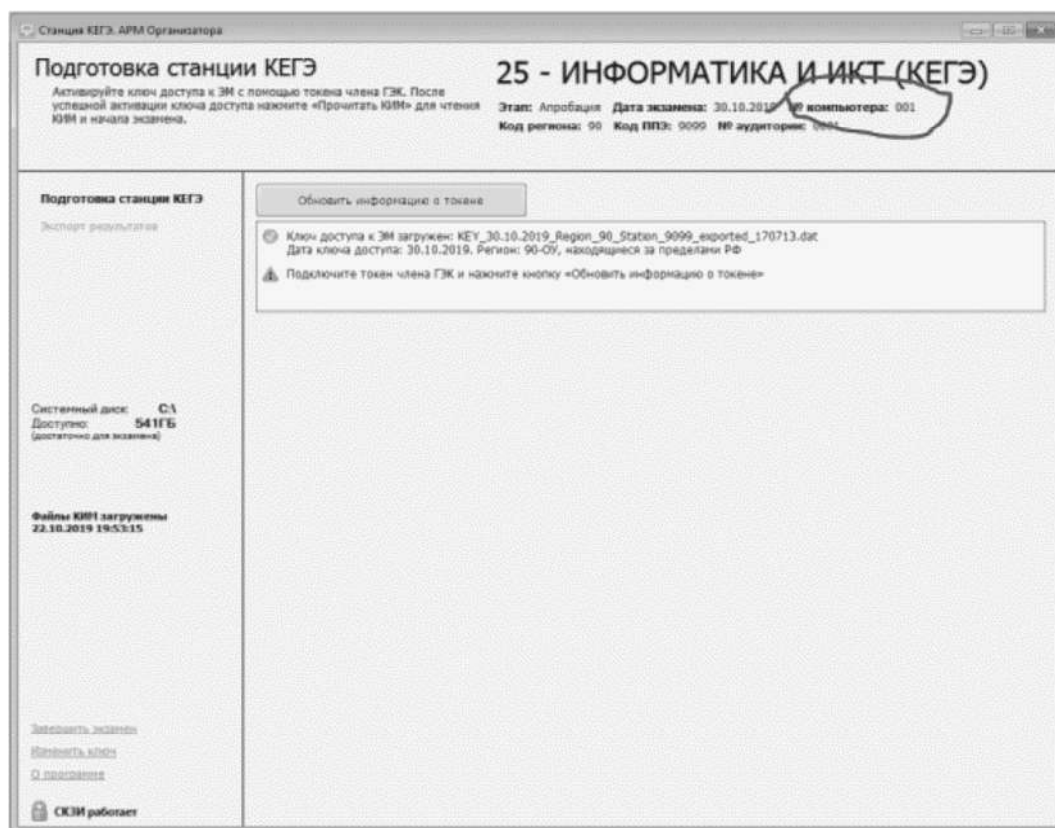 Станция КЕГЭ. АРМ Организатора
Подготовка станции КЕГЭ
Активируйте ключ доступа к ЭМ с помощью токена члена ГЭК. После
успешной активации ключа доступа нажмите «Прочитать КИМ» для чтения
КИМ и начала экзамена.
25 - ИНФОРМАТИКА И ИКТ (КЕГЭ)
Этап: Апробация Дата экзамена: 30.10.2019 № компьютера: 001
Код региона: 90 Код ППЭ: 9099 № аудитории: 0001
Подготовка станции КЕГЭ
Экспорт результатов
Обновить информацию о токене
Ключ доступа к ЭМ загружен: KEY_30.10.2019_Region_90_Station_9099_exported_170713.dat
Дата ключа доступа: 30.10.2019. Регион: 90-ОУ, находящиеся за пределами РФ
Подключите токен члена ГЭК и нажмите кнопку «Обновить информацию о токене»
Системный диск: C:\
Доступно: 541ГБ
(достаточно для экзамена)
Файлы КИМ загружены
22.10.2019 19:53:15
Завершить экзамен
Изменить ключ
О программе
СКЗИ работает